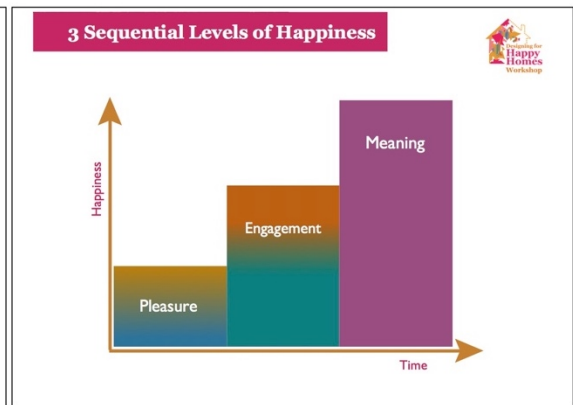 3 Sequential Levels of Happiness
Designing for
Happy
Homes
Workshop
Happiness
Meaning
Engagement
Pleasure
Time